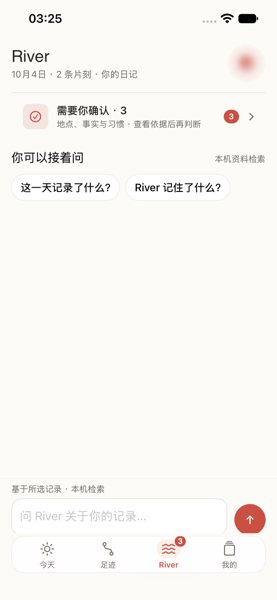 03:25
River
10月4日 · 2 条片刻 · 你的日记
需要你确认 · 3
地点、事实与习惯 · 查看依据后再判断
3
你可以接着问
本机资料检索
这一天记录了什么?
River 记住了什么?
基于所选记录 · 本机检索
问 River 关于你的记录...
3
今天
足迹
River
我的